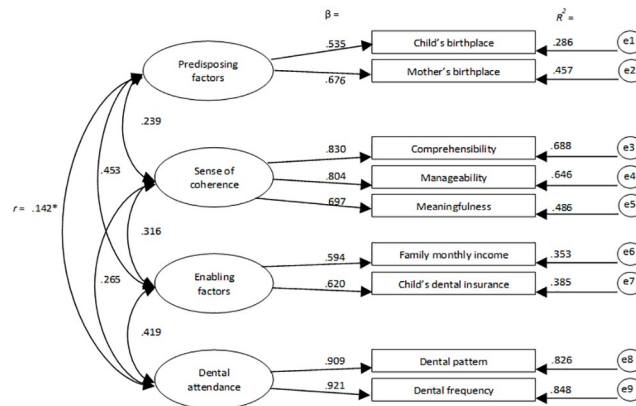 β =
R² =
Predisposing
factors
.535
Child's birthplace
.286
e1
.676
Mother's birthplace
.457
e2
.239
Sense of
coherence
.830
Comprehensibility
.688
e3
.804
Manageability
.646
e4
.697
Meaningfulness
.486
e5
.453
r = .142*
.316
.265
Enabling
factors
.594
Family monthly income
.353
e6
.620
Child's dental insurance
.385
e7
.419
Dental
attendance
.909
Dental pattern
.826
e8
.921
Dental frequency
.848
e9